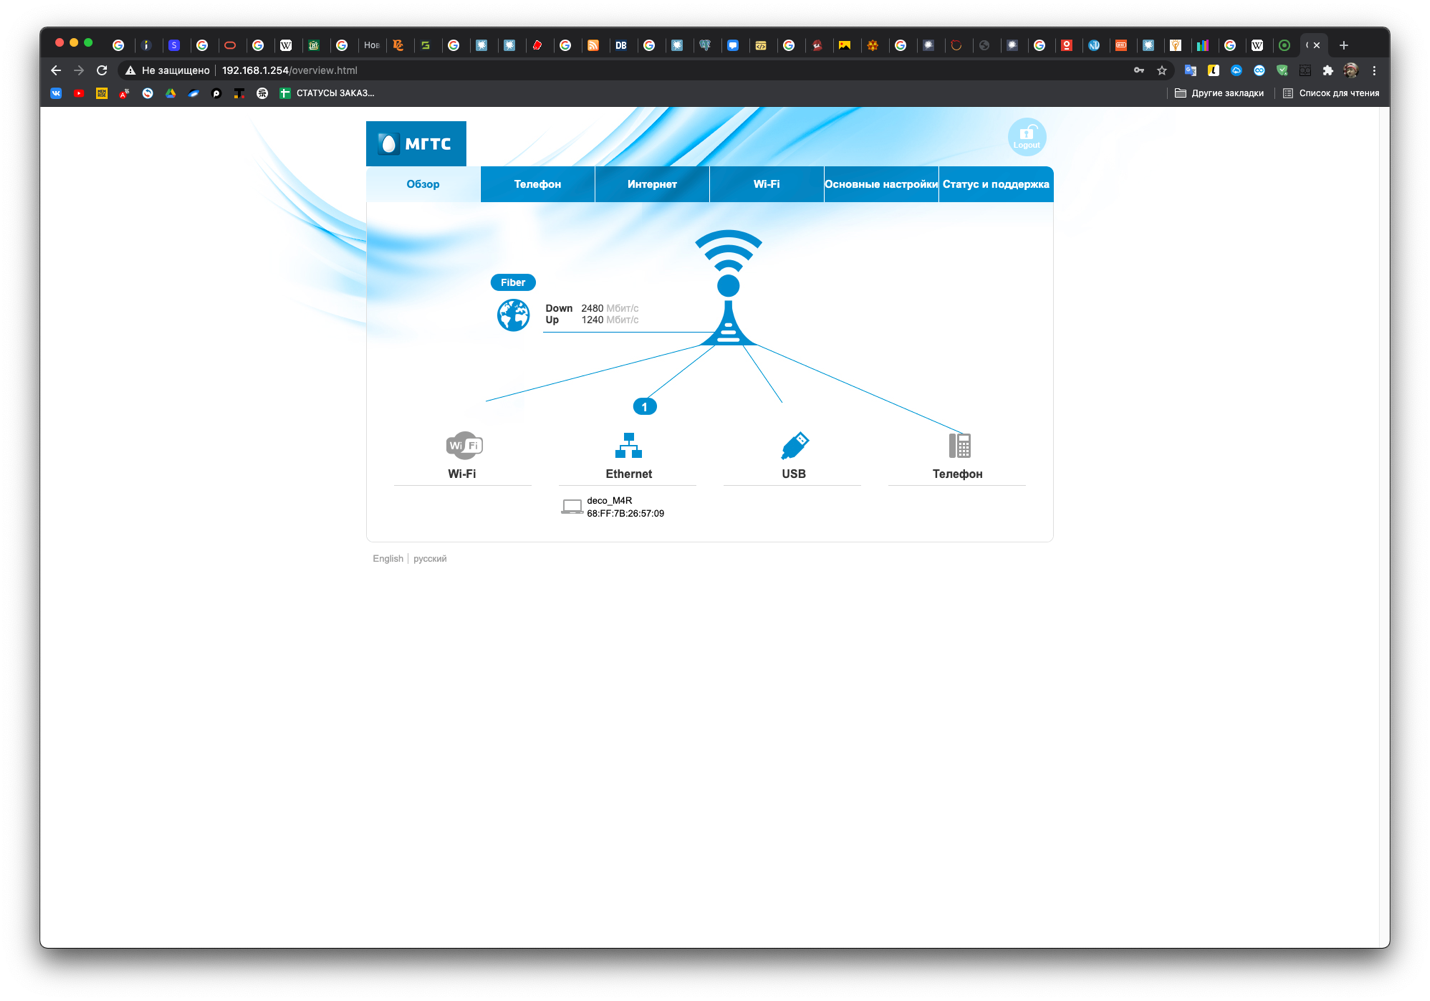 Нов
Не защищено
192.168.1.254/overview.html
СТАТУСЫ ЗАКАЗ...
Другие закладки
Список для чтения
МГТС
Logout
Обзор
Телефон
Интернет
Wi-Fi
Основные настройки
Статус и поддержка
Fiber
Down 2480 Мбит/с
Up 1240 Мбит/с
1
Wi Fi
Wi-Fi
Ethernet
USB
Телефон
deco_M4R
68:FF:7B:26:57:09
English | русский